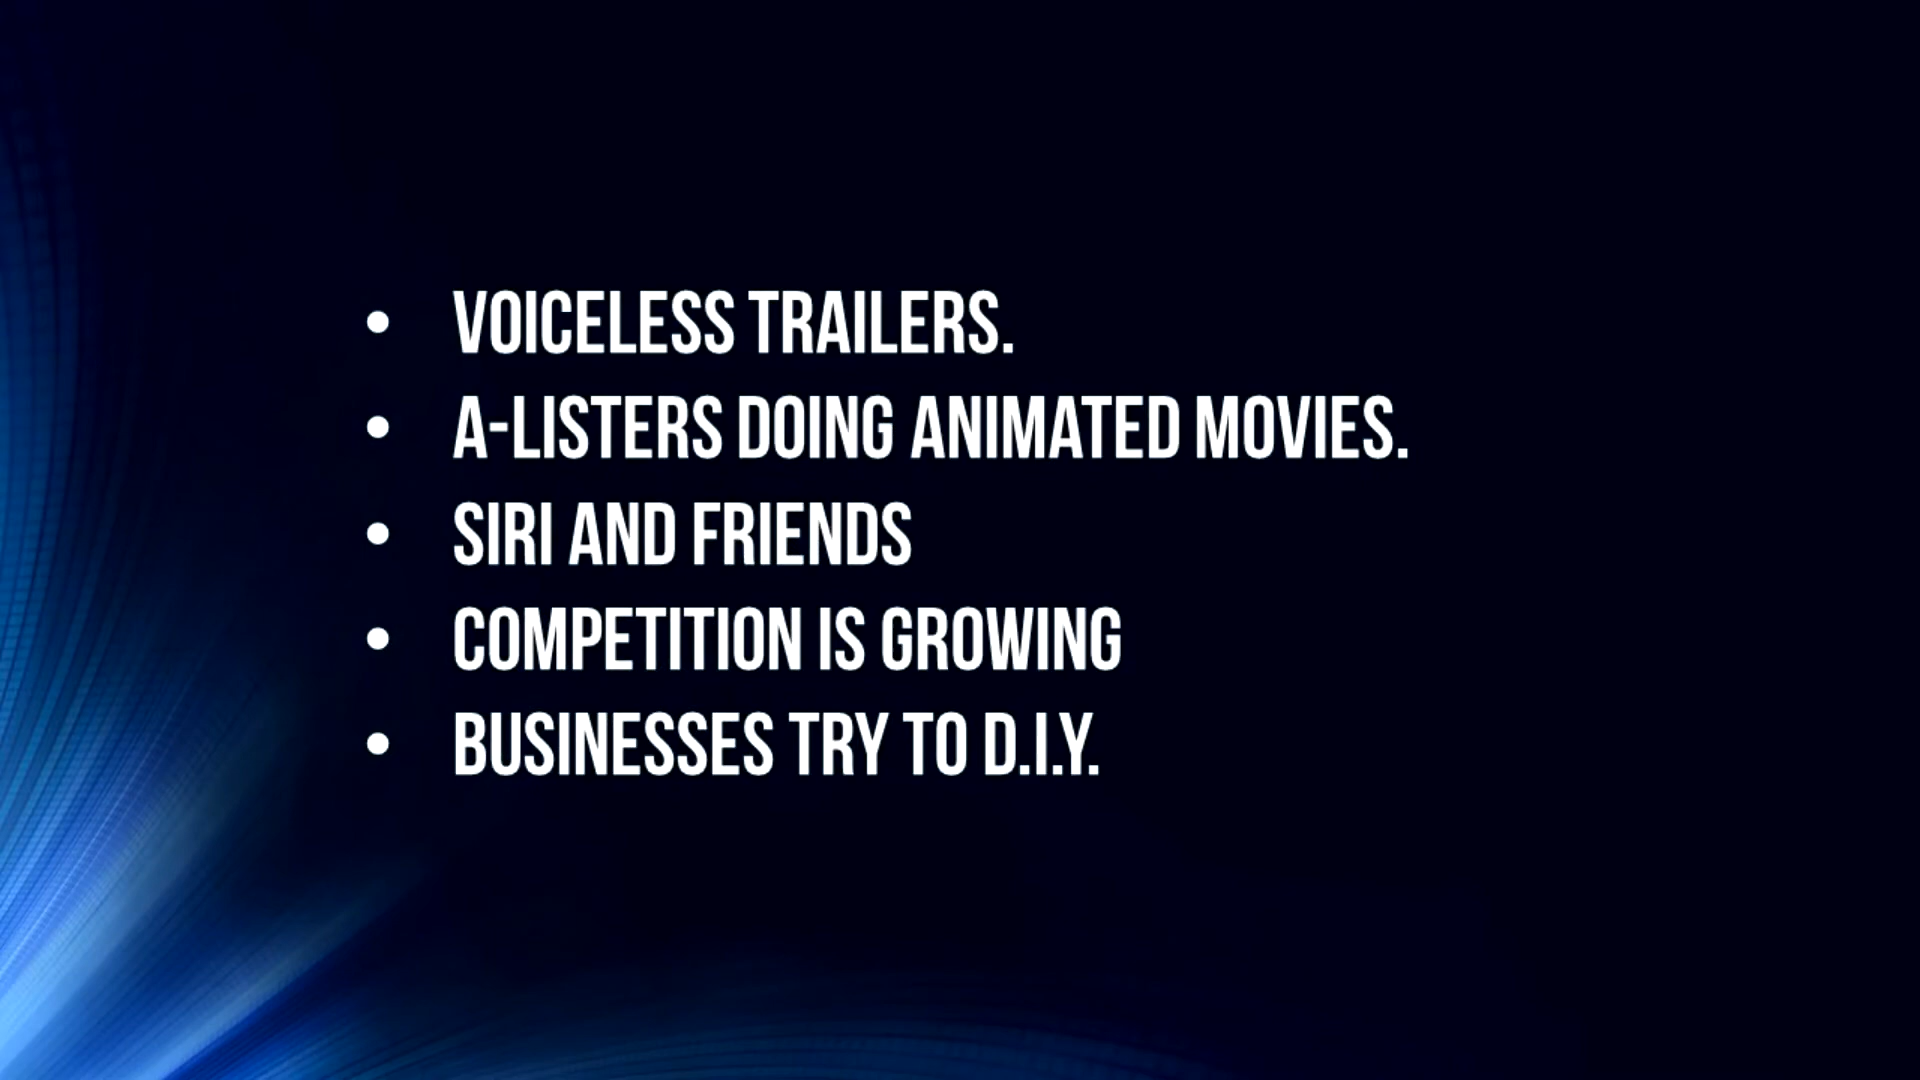 • VOICELESS TRAILERS.
• A-LISTERS DOING ANIMATED MOVIES.
• SIRI AND FRIENDS
• COMPETITION IS GROWING
• BUSINESSES TRY TO D.I.Y.